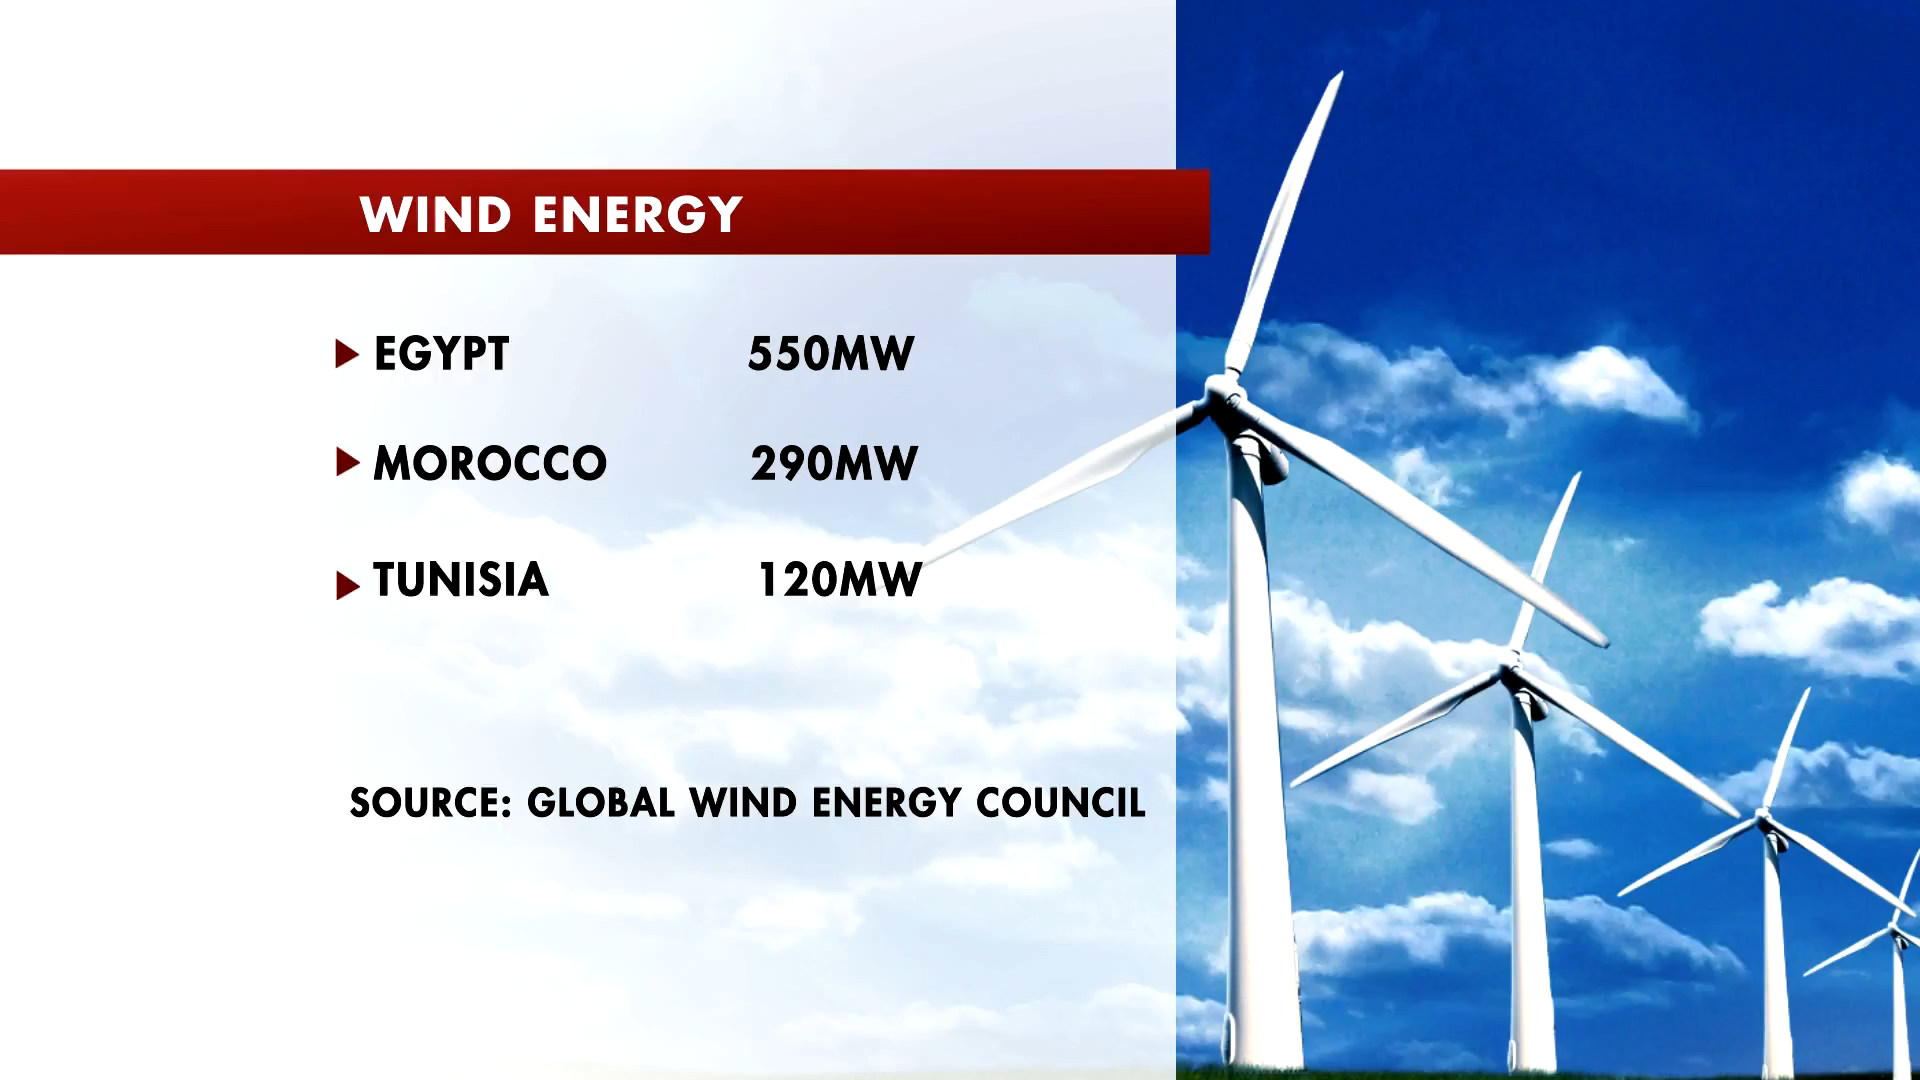 WIND ENERGY
EGYPT 550MW
MOROCCO 290MW
TUNISIA 120MW
SOURCE: GLOBAL WIND ENERGY COUNCIL